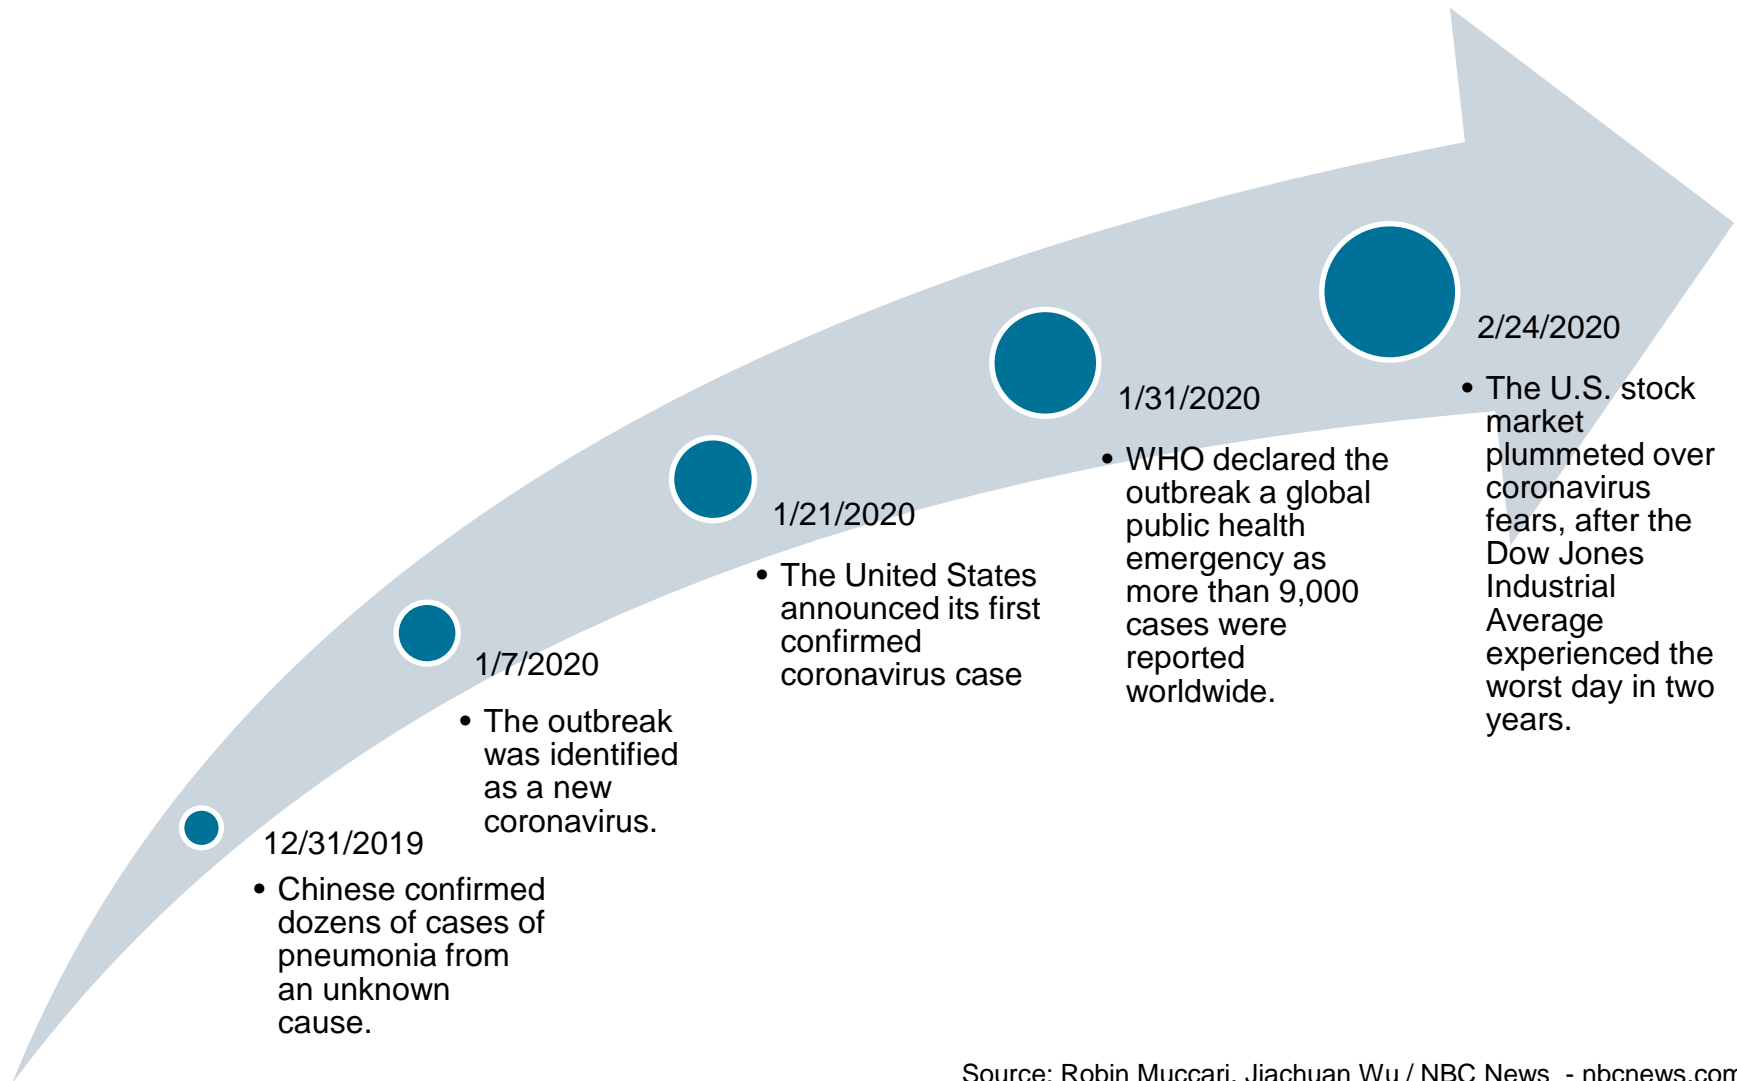 12/31/2019
• Chinese confirmed
dozens of cases of
pneumonia from
an unknown
cause.
1/7/2020
• The outbreak
was identified
as a new
coronavirus.
1/21/2020
• The United States
announced its first
confirmed
coronavirus case
1/31/2020
• WHO declared the
outbreak a global
public health
emergency as
more than 9,000
cases were
reported
worldwide.
2/24/2020
• The U.S. stock
market
plummeted over
coronavirus
fears, after the
Dow Jones
Industrial
Average
experienced the
worst day in two
years.
Source: Robin Muccari, Jiachuan Wu / NBC News - nbcnews.com